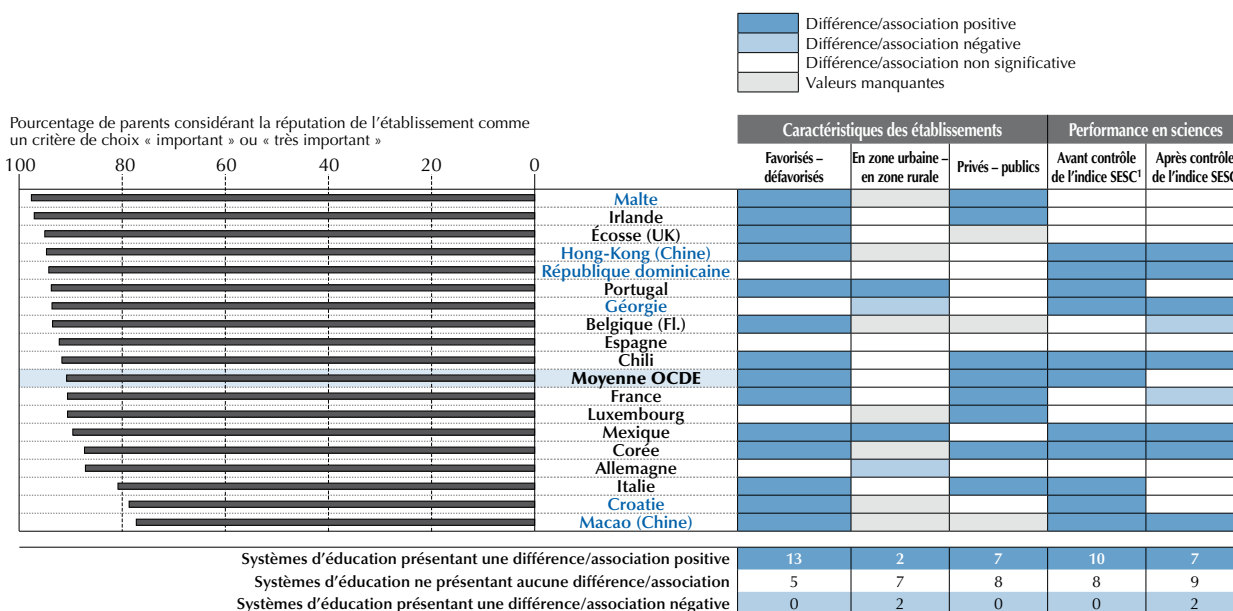 Différence/association positive
Différence/association négative
Différence/association non significative
Valeurs manquantes
Pourcentage de parents considérant la réputation de l'établissement comme
un critère de choix « important » ou « très important »
Caractéristiques des établissements Performance en sciences
100 80 60 40 20 0
Favorisés – défavorisés
En zone urbaine – en zone rurale
Privés – publics
Avant contrôle de l'indice SESC¹
Après contrôle de l'indice SESC
Malte
Irlande
Écosse (UK)
Hong-Kong (Chine)
République dominicaine
Portugal
Géorgie
Belgique (Fl.)
Espagne
Chili
Moyenne OCDE
France
Luxembourg
Mexique
Corée
Allemagne
Italie
Croatie
Macao (Chine)
Systèmes d'éducation présentant une différence/association positive 13 2 7 10 7
Systèmes d'éducation ne présentant aucune différence/association 5 7 8 8 9
Systèmes d'éducation présentant une différence/association négative 0 2 0 0 2